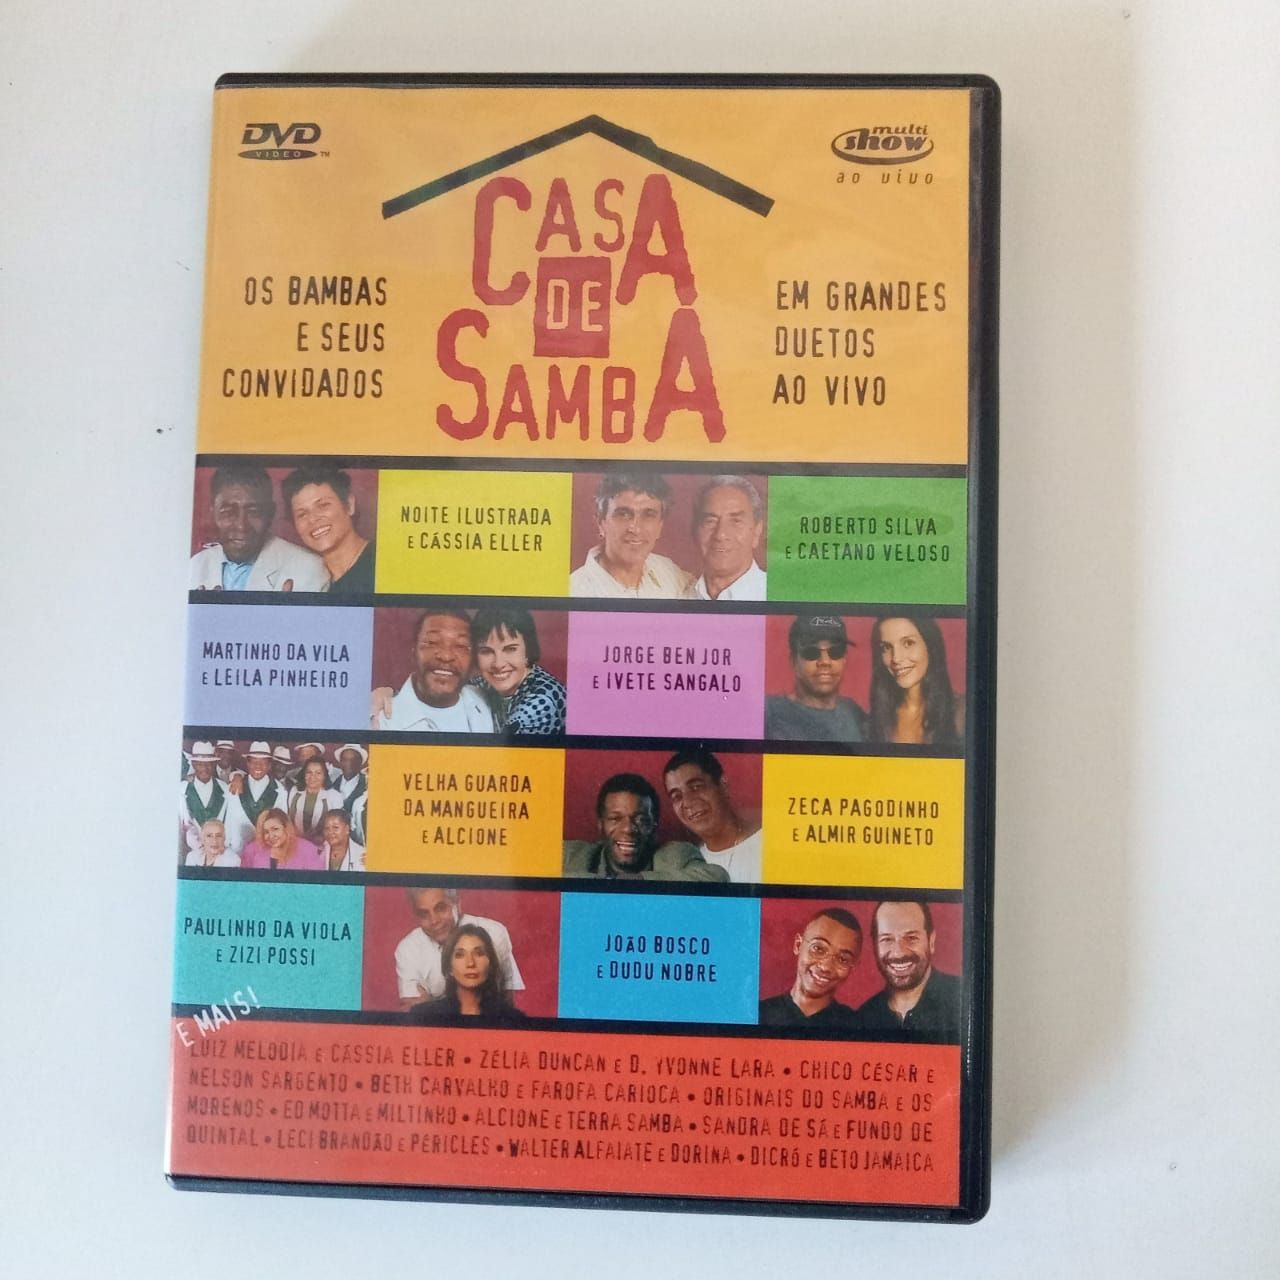 DVD
VIDEO TM
multi
show
ao vivo
CASA
DE
SAMBA
OS BAMBAS
E SEUS
CONVIDADOS
EM GRANDES
DUETOS
AO VIVO
NOITE ILUSTRADA
E CÁSSIA ELLER
ROBERTO SILVA
E CAETANO VELOSO
MARTINHO DA VILA
E LEILA PINHEIRO
JORGE BEN JOR
E IVETE SANGALO
VELHA GUARDA
DA MANGUEIRA
E ALCIONE
ZECA PAGODINHO
E ALMIR GUINETO
PAULINHO DA VIOLA
E ZIZI POSSI
JOÃO BOSCO
E DUDU NOBRE
E MAIS!
LUIZ MELODIA E CÁSSIA ELLER • ZÉLIA DUNCAN E D. YVONNE LARA • CHICO CÉSAR E
NELSON SARGENTO • BETH CARVALHO E FAROFA CARIOCA • ORIGINAIS DO SAMBA E OS
MORENOS • ED MOTTA E MILTINHO • ALCIONE E TERRA SAMBA • SANDRA DE SÁ E FUNDO DE
QUINTAL • LECI BRANDÃO E PÉRICLES • WALTER ALFAIATE E DORINA • DICRÓ E BETO JAMAICA